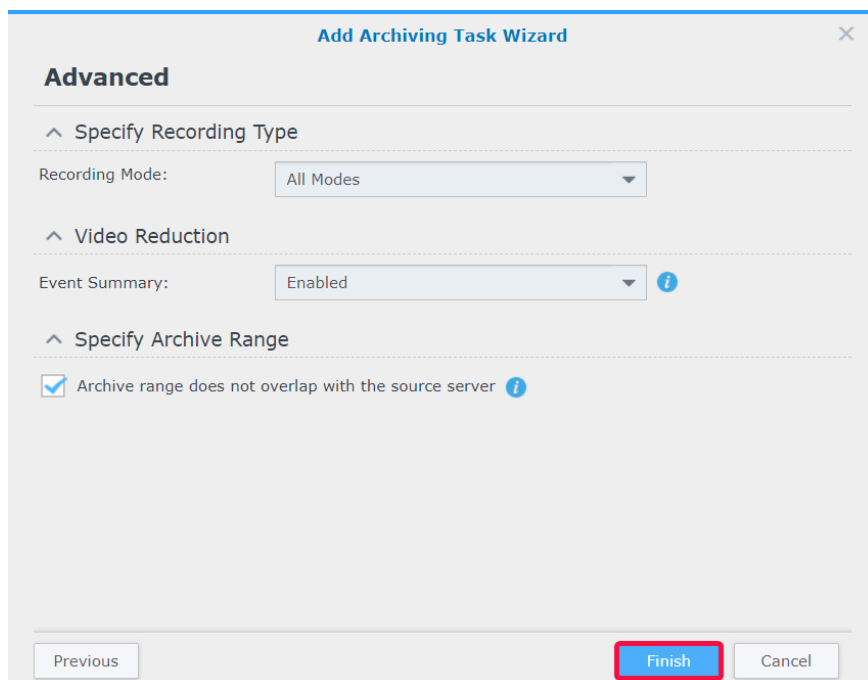 Add Archiving Task Wizard
Advanced
Specify Recording Type
Recording Mode: All Modes
Video Reduction
Event Summary: Enabled
Specify Archive Range
Archive range does not overlap with the source server
Previous Finish Cancel